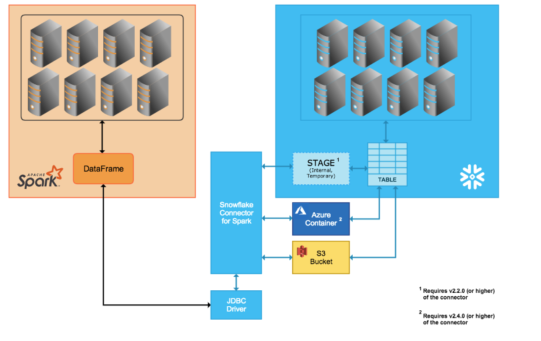 DataFrame
APACHE
Spark™
STAGE 1
(Internal,
Temporary)
TABLE
Snowflake
Connector
for Spark
Azure
Container 2
S3
Bucket
JDBC
Driver
1 Requires v2.2.0 (or higher)
of the connector
2 Requires v2.4.0 (or higher)
of the connector